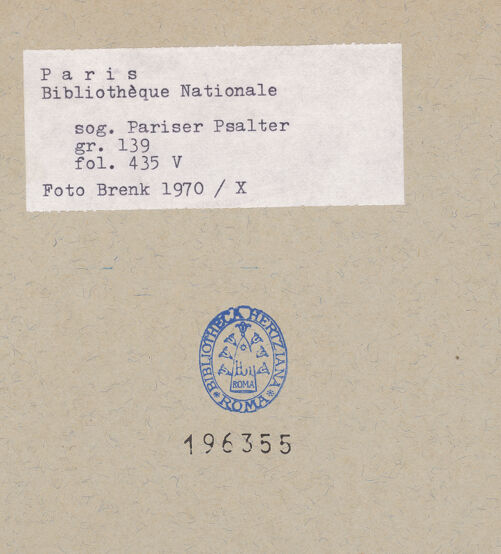 P a r i s
Bibliothèque Nationale
sog. Pariser Psalter
gr. 139
fol. 435 V
Foto Brenk 1970 / X
BIBLIOTHECA HERTZIANA
ROMA
* ROMA *
196355